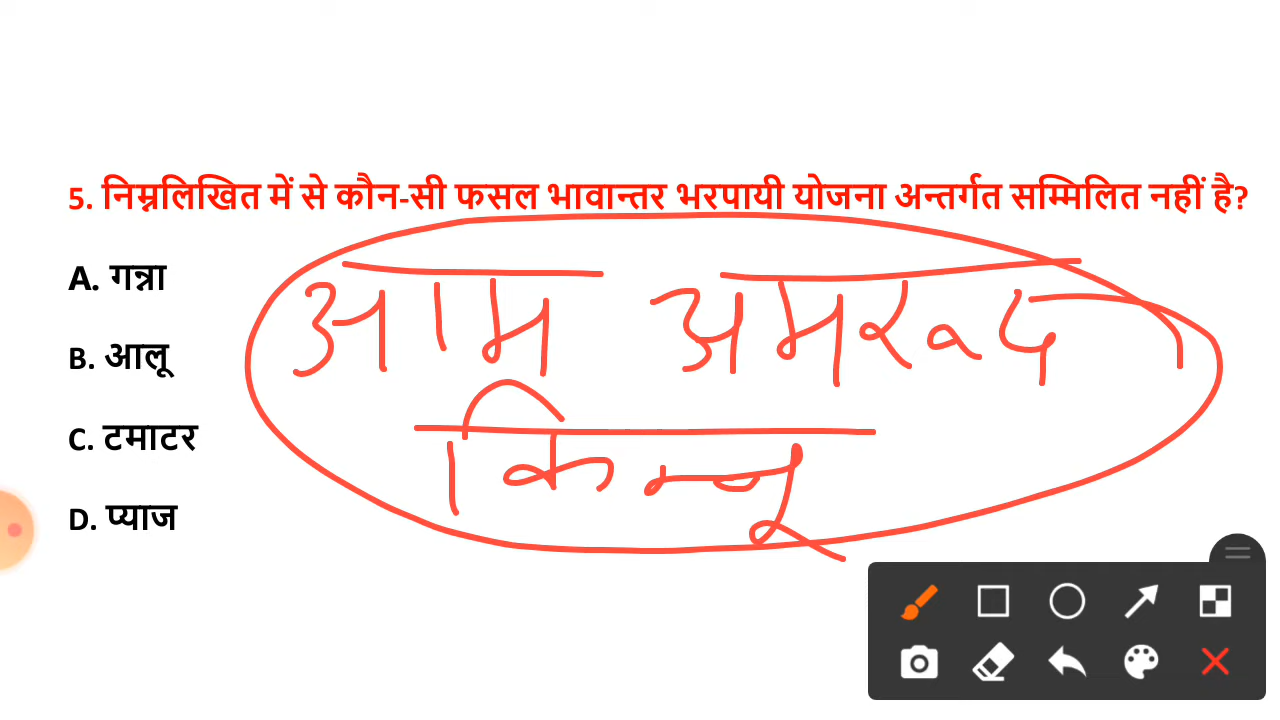 5. निम्नलिखित में से कौन-सी फसल भावान्तर भरपायी योजना अन्तर्गत सम्मिलित नहीं है?
A. गन्ना
आम अमरूद
B. आलू
C. टमाटर
किन्नू
D. प्याज